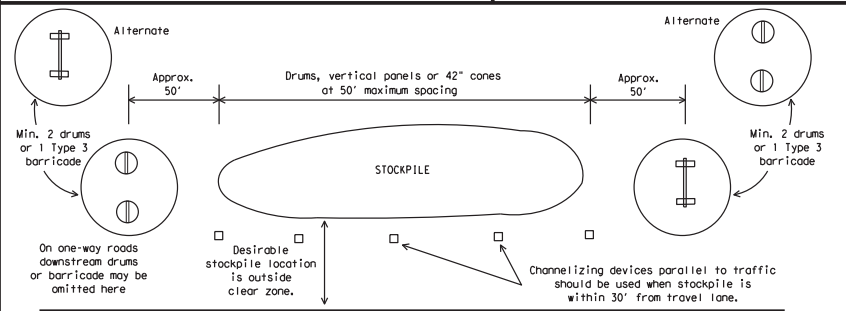 Alternate
Alternate
Approx.
50'
Drums, vertical panels or 42" cones
at 50' maximum spacing
Approx.
50'
Min. 2 drums
or 1 Type 3
barricade
Min. 2 drums
or 1 Type 3
barricade
STOCKPILE
On one-way roads
downstream drums
or barricade may be
omitted here
Desirable
stockpile location
is outside
clear zone.
Channelizing devices parallel to traffic
should be used when stockpile is
within 30' from travel lane.